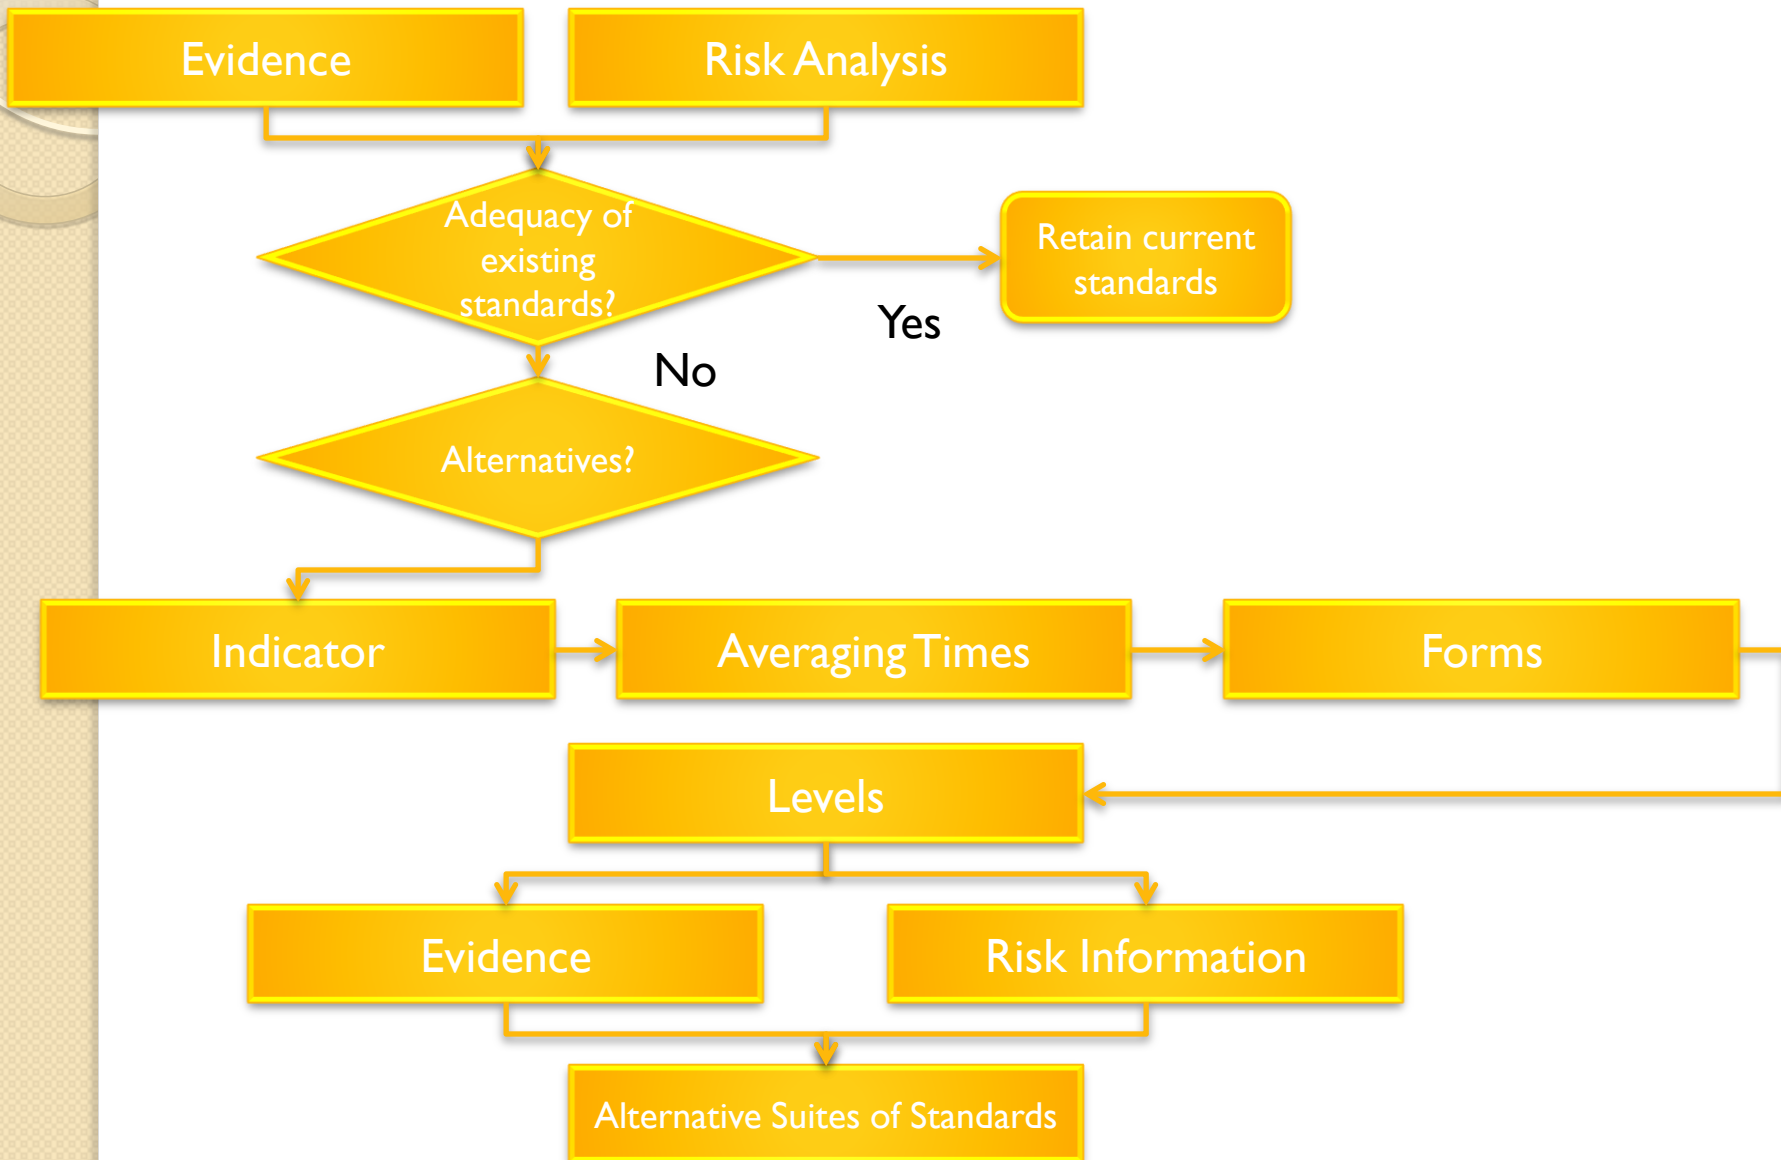 Evidence
Risk Analysis
Adequacy of
existing
standards?
Retain current
standards
Yes
No
Alternatives?
Indicator
Averaging Times
Forms
Levels
Evidence
Risk Information
Alternative Suites of Standards